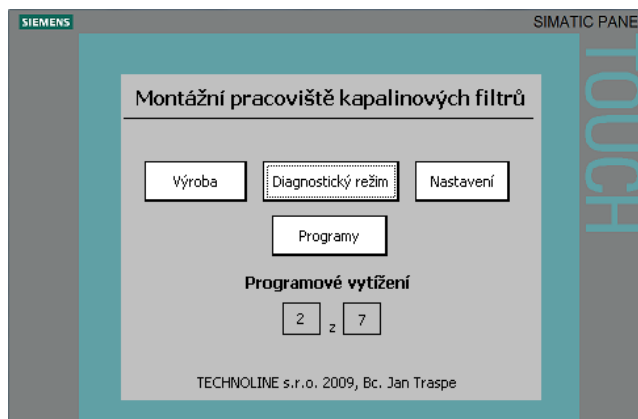 SIEMENS
SIMATIC PANE
TOUCH
Montážní pracoviště kapalinových filtrů
Výroba
Diagnostický režim
Nastavení
Programy
Programové vytížení
2 z 7
TECHNOLINE s.r.o. 2009, Bc. Jan Traspe